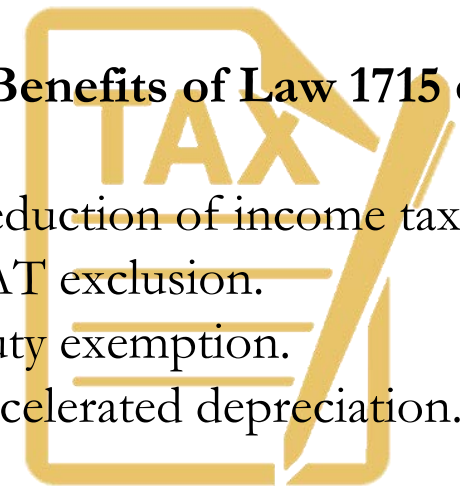 Benefits of Law 1715
TAX
eduction of income tax
AT exclusion.
uty exemption.
celerated depreciation.